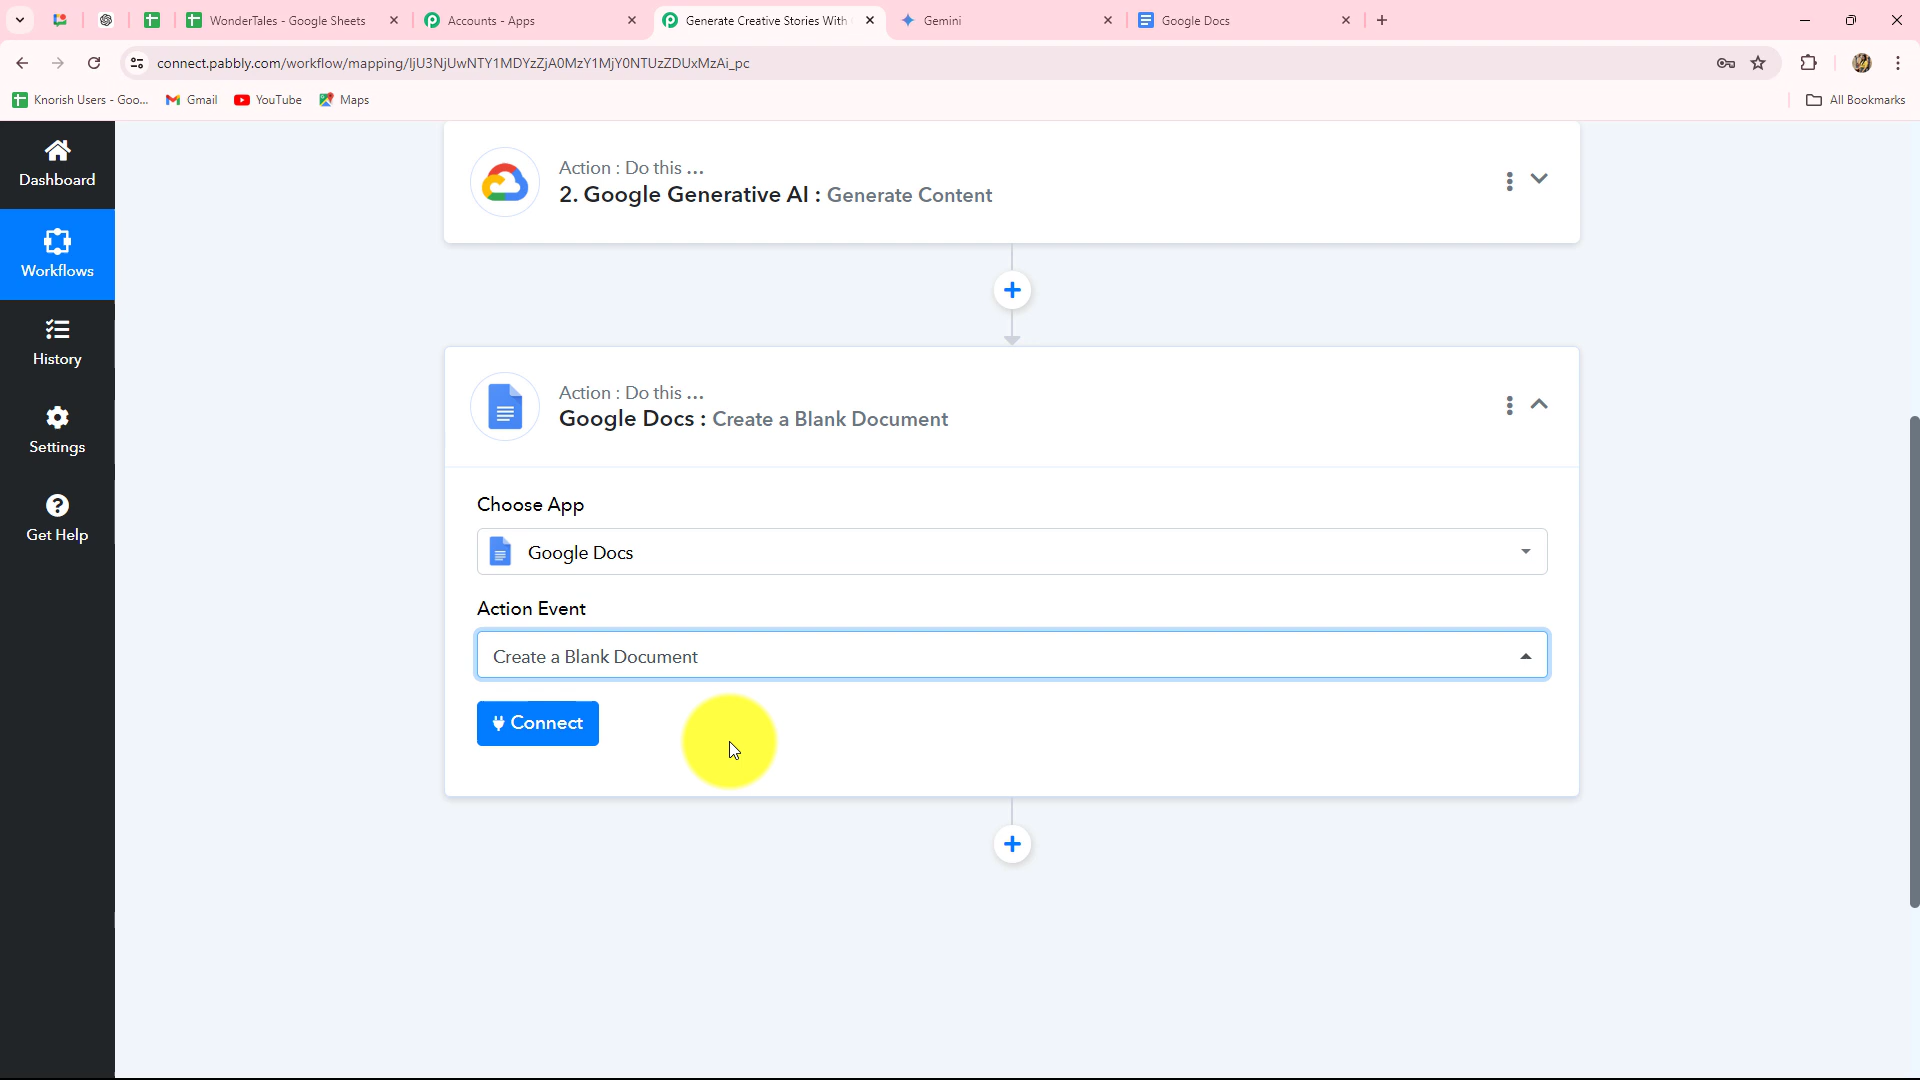 WonderTales - Google Sheets
Accounts - Apps
Generate Creative Stories With
Gemini
Google Docs
connect.pabbly.com/workflow/mapping/IjU3NjUwNTY1MDYzZjA0MzY1MjY0NTUzZDUxMzAi_pc
Knorish Users - Goo...
Gmail
YouTube
Maps
All Bookmarks
Dashboard
Workflows
History
Settings
Get Help
Action : Do this ...
2. Google Generative AI : Generate Content
Action : Do this ...
Google Docs : Create a Blank Document
Choose App
Google Docs
Action Event
Create a Blank Document
Connect